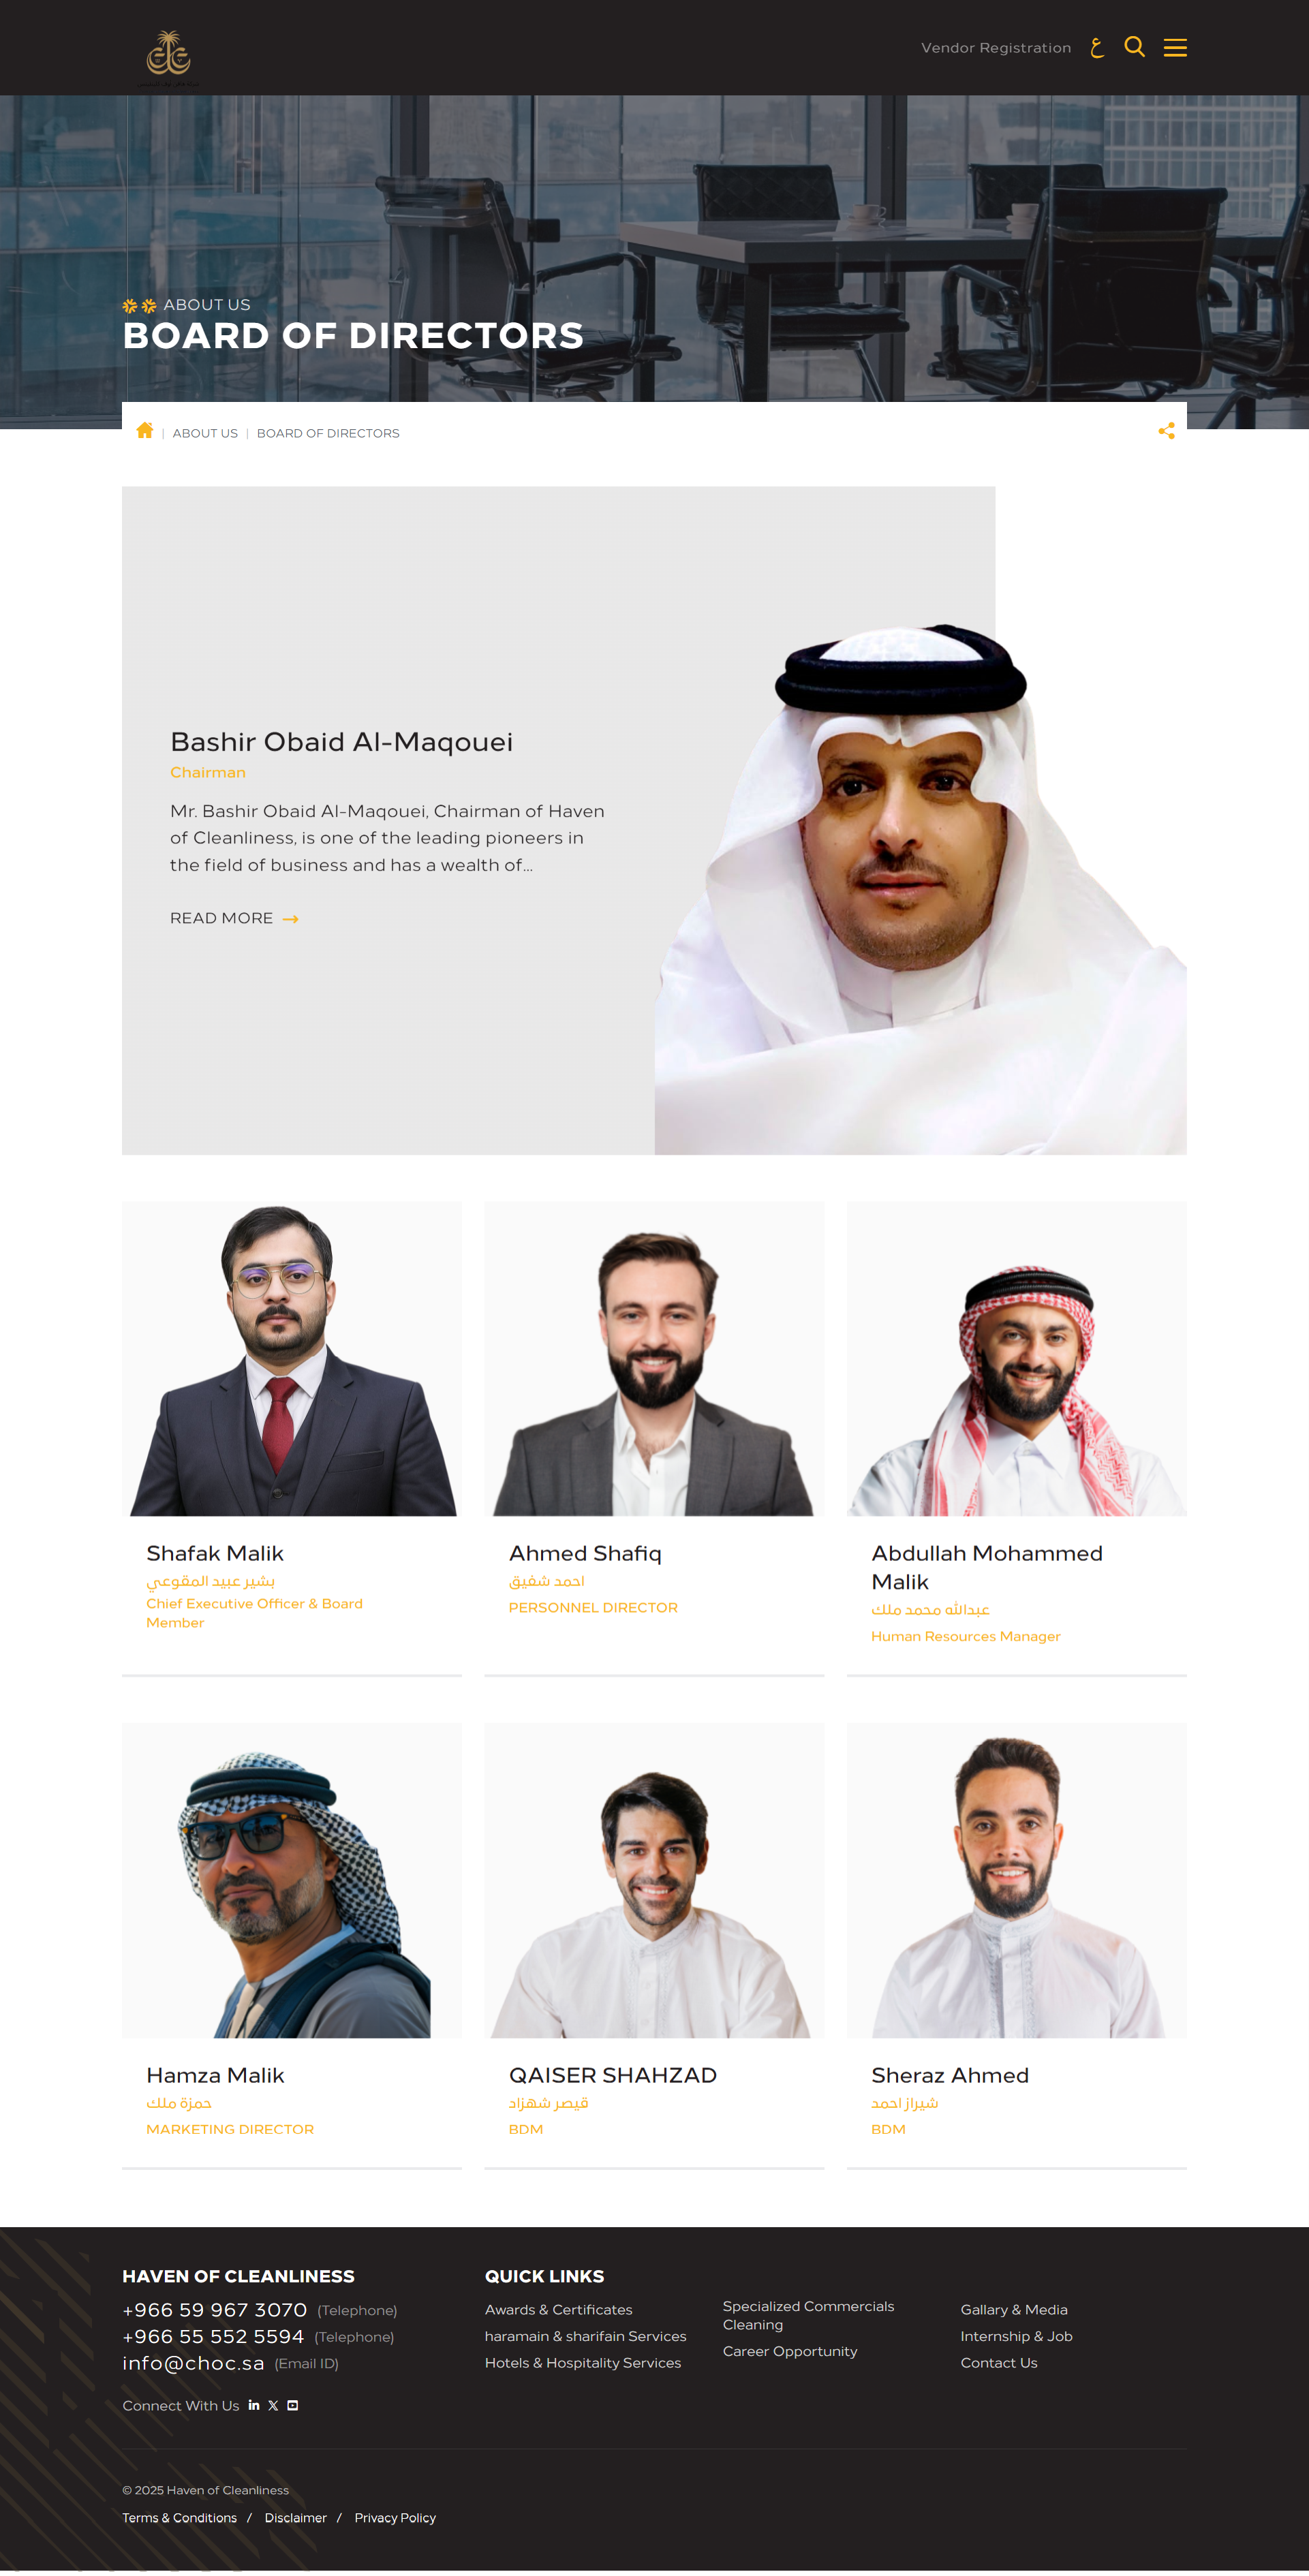 Vendor Registration ع
ABOUT US
BOARD OF DIRECTORS
| ABOUT US | BOARD OF DIRECTORS
Bashir Obaid Al-Maqouei
Chairman
Mr. Bashir Obaid Al-Maqouei, Chairman of Haven
of Cleanliness, is one of the leading pioneers in
the field of business and has a wealth of...
READ MORE →
Shafak Malik
بشير عبيد المقوعي
Chief Executive Officer & Board
Member
Ahmed Shafiq
احمد شفيق
PERSONNEL DIRECTOR
Abdullah Mohammed
Malik
عبدالله محمد ملك
Human Resources Manager
Hamza Malik
حمزة ملك
MARKETING DIRECTOR
QAISER SHAHZAD
قيصر شهزاد
BDM
Sheraz Ahmed
شيراز احمد
BDM
HAVEN OF CLEANLINESS
+966 59 967 3070 (Telephone)
+966 55 552 5594 (Telephone)
info@choc.sa (Email ID)
Connect With Us in X
QUICK LINKS
Awards & Certificates
haramain & sharifain Services
Hotels & Hospitality Services
Specialized Commercials
Cleaning
Career Opportunity
Gallary & Media
Internship & Job
Contact Us
© 2025 Haven of Cleanliness
Terms & Conditions / Disclaimer / Privacy Policy